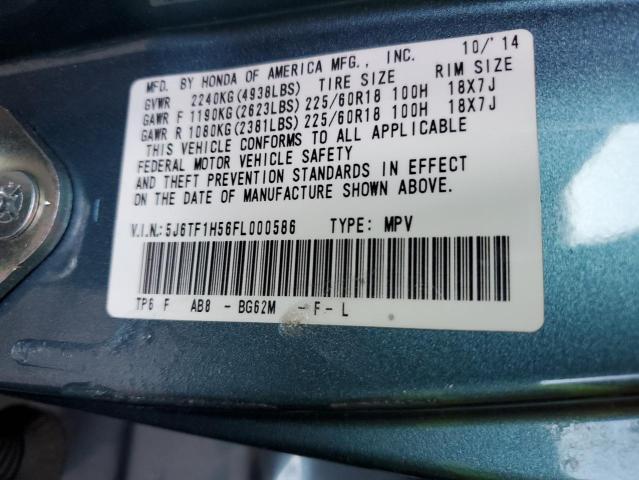 MFD. BY HONDA OF AMERICA MFG., INC. 10/'14
GVWR 2240KG(4938LBS) TIRE SIZE RIM SIZE
GAWR F 1190KG(2623LBS) 225/60R18 100H 18X7J
GAWR R 1080KG(2381LBS) 225/60R18 100H 18X7J
THIS VEHICLE CONFORMS TO ALL APPLICABLE
FEDERAL MOTOR VEHICLE SAFETY
AND THEFT PREVENTION STANDARDS IN EFFECT
ON THE DATE OF MANUFACTURE SHOWN ABOVE.
V.I.N.:5J6TF1H56FL000586 TYPE: MPV
TP6 F AB8 - BG62M - F - L